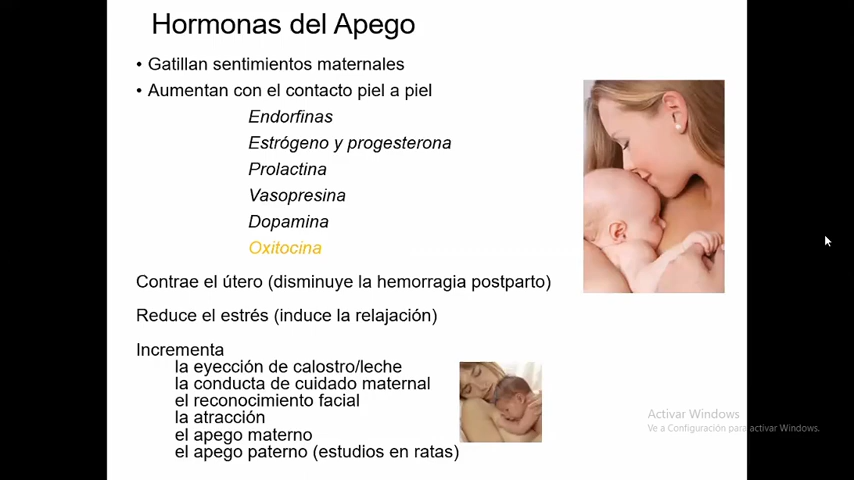 Hormonas del Apego
• Gatillan sentimientos maternales
• Aumentan con el contacto piel a piel
Endorfinas
Estrógeno y progesterona
Prolactina
Vasopresina
Dopamina
Oxitocina
Contrae el útero (disminuye la hemorragia postparto)
Reduce el estrés (induce la relajación)
Incrementa
la eyección de calostro/leche
la conducta de cuidado maternal
el reconocimiento facial
la atracción
el apego materno
el apego paterno (estudios en ratas)
Activar Windows
Ve a Configuración para activar Windows.